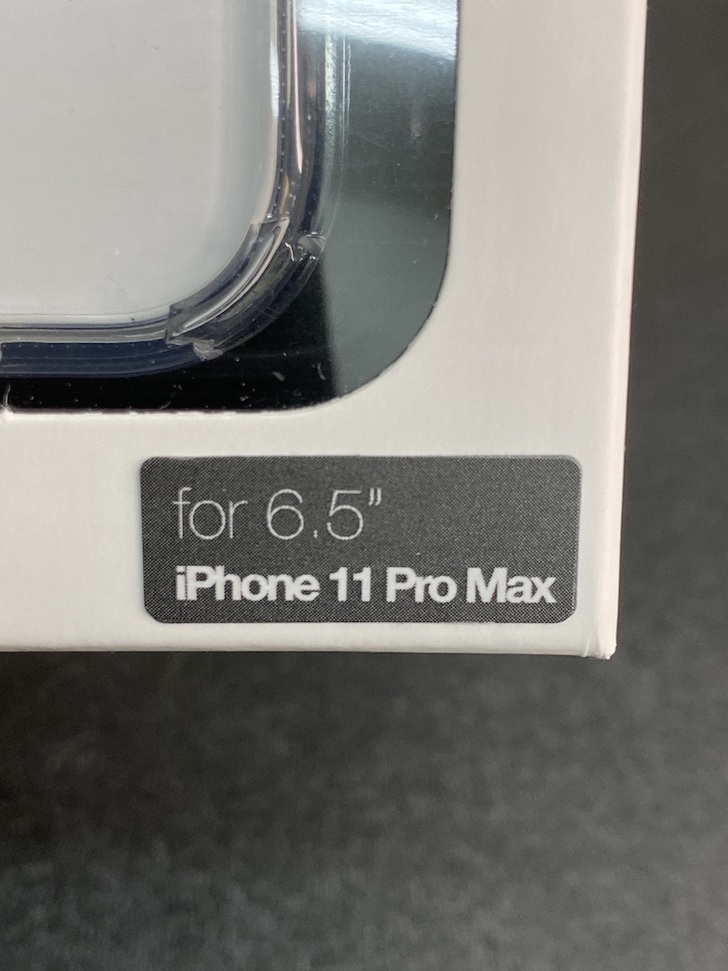 for 6.5”
iPhone 11 Pro Max